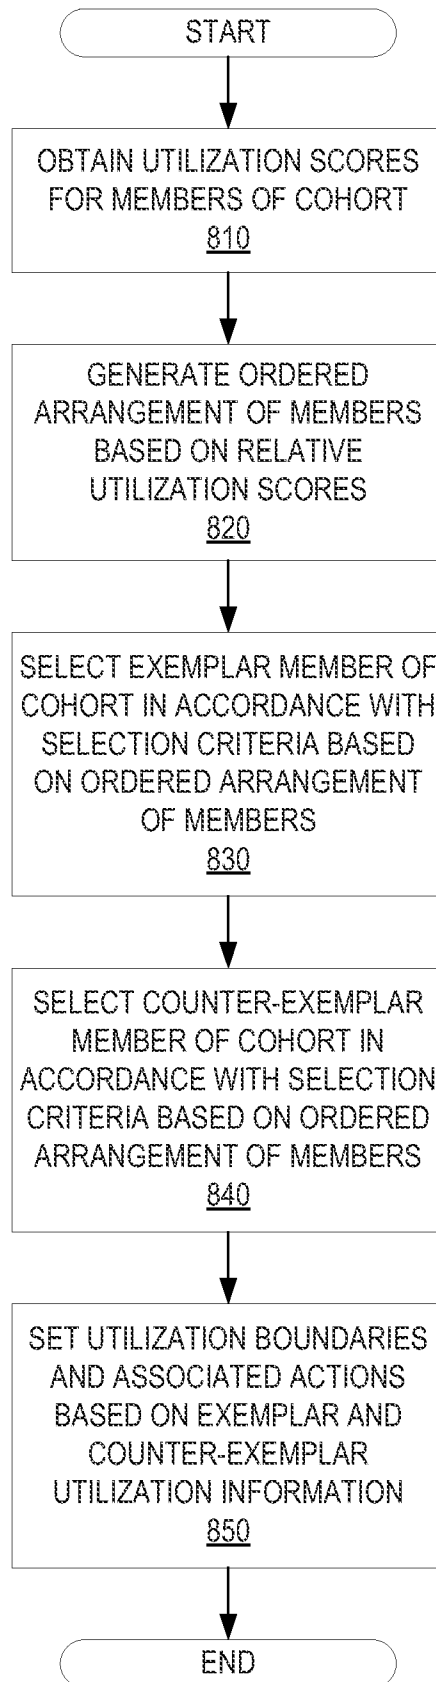 START
OBTAIN UTILIZATION SCORES
FOR MEMBERS OF COHORT
810
GENERATE ORDERED
ARRANGEMENT OF MEMBERS
BASED ON RELATIVE
UTILIZATION SCORES
820
SELECT EXEMPLAR MEMBER OF
COHORT IN ACCORDANCE WITH
SELECTION CRITERIA BASED
ON ORDERED ARRANGEMENT
OF MEMBERS
830
SELECT COUNTER-EXEMPLAR
MEMBER OF COHORT IN
ACCORDANCE WITH SELECTION
CRITERIA BASED ON ORDERED
ARRANGEMENT OF MEMBERS
840
SET UTILIZATION BOUNDARIES
AND ASSOCIATED ACTIONS
BASED ON EXEMPLAR AND
COUNTER-EXEMPLAR
UTILIZATION INFORMATION
850
END